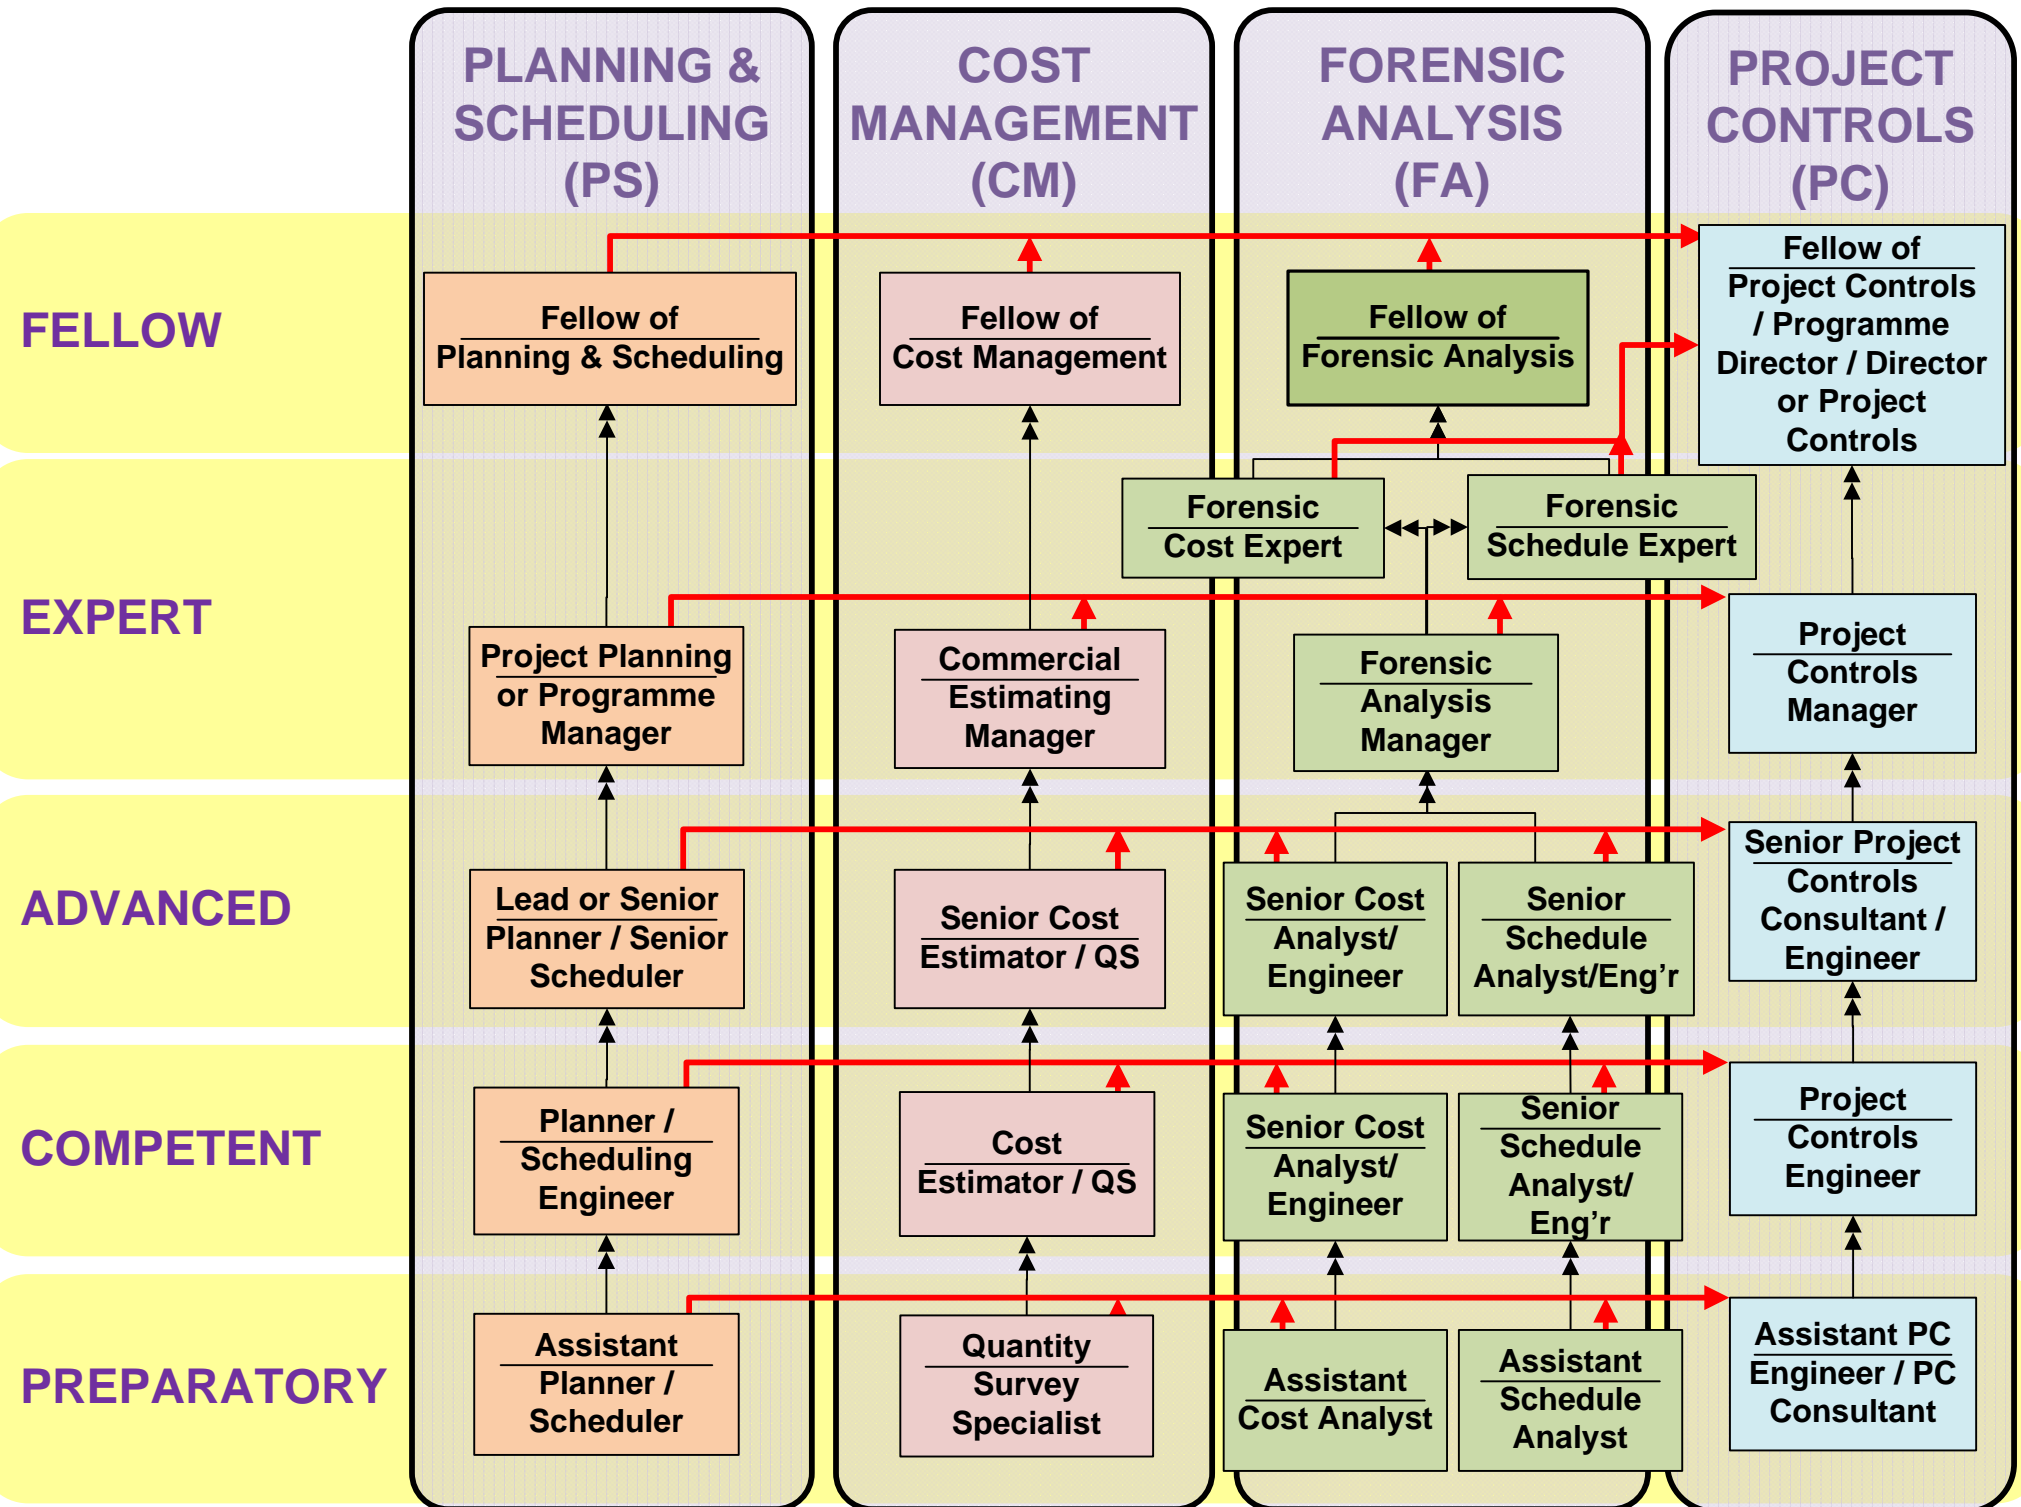 PLANNING &
SCHEDULING
(PS)
COST
MANAGEMENT
(CM)
FORENSIC
ANALYSIS
(FA)
PROJECT
CONTROLS
(PC)
FELLOW
Fellow of
Planning & Scheduling
Fellow of
Cost Management
Fellow of
Forensic Analysis
Fellow of
Project Controls
/ Programme
Director / Director
or Project
Controls
EXPERT
Forensic
Cost Expert
Forensic
Schedule Expert
Project Planning
or Programme
Manager
Commercial
Estimating
Manager
Forensic
Analysis
Manager
Project
Controls
Manager
ADVANCED
Lead or Senior
Planner / Senior
Scheduler
Senior Cost
Estimator / QS
Senior Cost
Analyst/
Engineer
Senior
Schedule
Analyst/Eng’r
Senior Project
Controls
Consultant /
Engineer
COMPETENT
Planner /
Scheduling
Engineer
Cost
Estimator / QS
Senior Cost
Analyst/
Engineer
Senior
Schedule
Analyst/
Eng’r
Project
Controls
Engineer
PREPARATORY
Assistant
Planner /
Scheduler
Quantity
Survey
Specialist
Assistant
Cost Analyst
Assistant
Schedule
Analyst
Assistant PC
Engineer / PC
Consultant